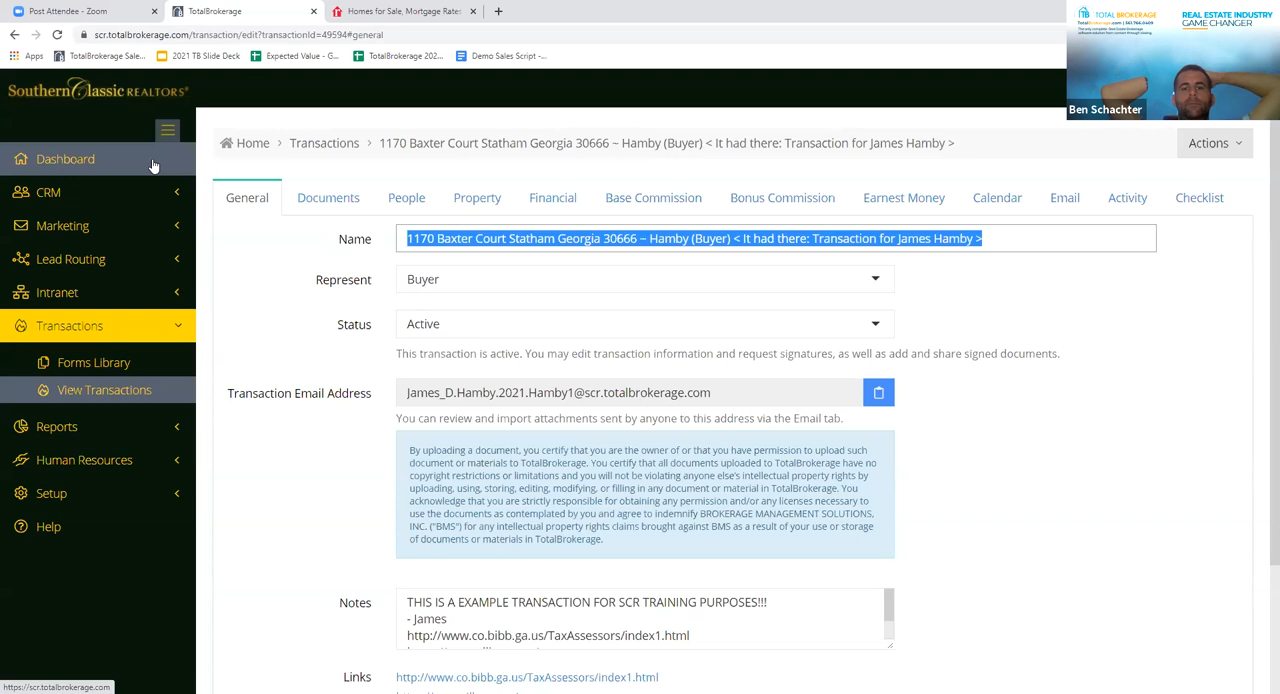 Post Attendee - Zoom
TotalBrokerage
Homes for Sale, Mortgage Rates
scr.totalbrokerage.com/transaction/edit?transactionId=49594#general
Apps
TotalBrokerage Sale...
2021 TB Slide Deck
Expected Value - G...
TotalBrokerage 202...
Demo Sales Script -...
TOTAL BROKERAGE
TotalBrokerage.com • 561.766.0409
REAL ESTATE INDUSTRY
GAME CHANGER
Ben Schachter
Southern Classic REALTORS®
Dashboard
CRM
Marketing
Lead Routing
Intranet
Transactions
Forms Library
View Transactions
Reports
Human Resources
Setup
Help
Home > Transactions > 1170 Baxter Court Statham Georgia 30666 ~ Hamby (Buyer) < It had there: Transaction for James Hamby >
Actions
General Documents People Property Financial Base Commission Bonus Commission Earnest Money Calendar Email Activity Checklist
Name
1170 Baxter Court Statham Georgia 30666 ~ Hamby (Buyer) < It had there: Transaction for James Hamby >
Represent
Buyer
Status
Active
This transaction is active. You may edit transaction information and request signatures, as well as add and share signed documents.
Transaction Email Address
James_D.Hamby.2021.Hamby1@scr.totalbrokerage.com
You can review and import attachments sent by anyone to this address via the Email tab.
By uploading a document, you certify that you are the owner of or that you have permission to upload such
document or materials to TotalBrokerage. You certify that all documents uploaded to TotalBrokerage have no
copyright restrictions or limitations and you will not be violating anyone else's intellectual property rights by
uploading, using, storing, editing, modifying, or filling in any document or material in TotalBrokerage. You
acknowledge that you are strictly responsible for obtaining any permission and/or any licenses necessary to
use the documents as contemplated by you and agree to indemnify BROKERAGE MANAGEMENT SOLUTIONS,
INC. ("BMS") for any intellectual property rights claims brought against BMS as a result of your use or storage
of documents or materials in TotalBrokerage.
Notes
THIS IS A EXAMPLE TRANSACTION FOR SCR TRAINING PURPOSES!!!
- James
http://www.co.bibb.ga.us/TaxAssessors/index1.html
Links
http://www.co.bibb.ga.us/TaxAssessors/index1.html
https://scr.totalbrokerage.com